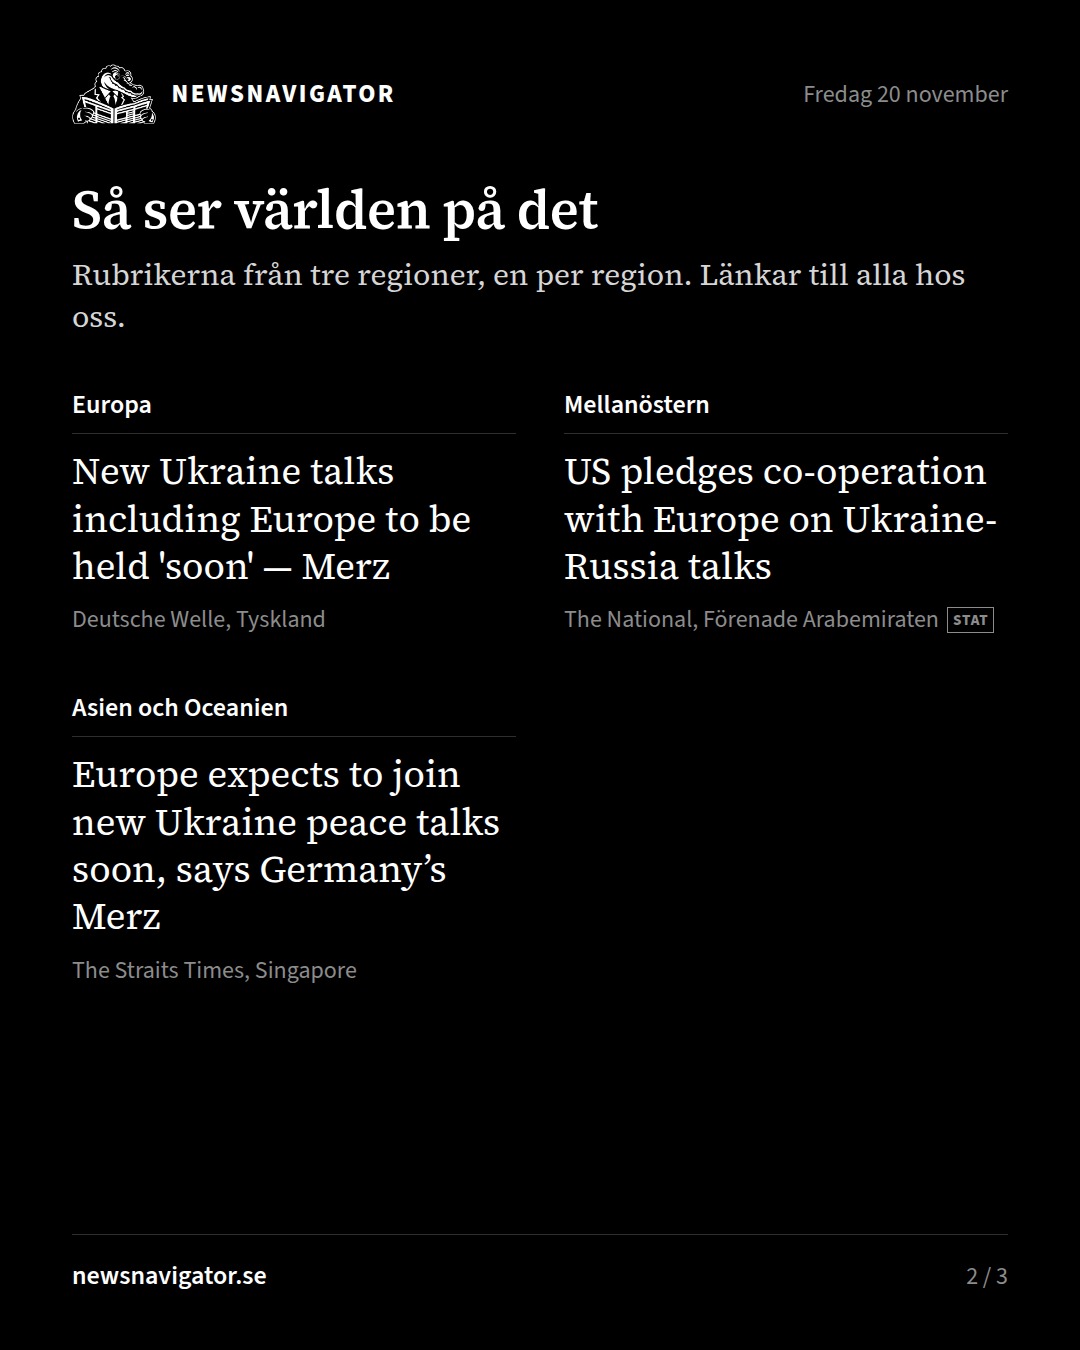 NEWSNAVIGATOR
Fredag 20 november
Så ser världen på det
Rubrikerna från tre regioner, en per region. Länkar till alla hos
oss.
Europa
New Ukraine talks
including Europe to be
held 'soon' — Merz
Deutsche Welle, Tyskland
Mellanöstern
US pledges co-operation
with Europe on Ukraine-
Russia talks
The National, Förenade Arabemiraten STAT
Asien och Oceanien
Europe expects to join
new Ukraine peace talks
soon, says Germany’s
Merz
The Straits Times, Singapore
newsnavigator.se
2 / 3